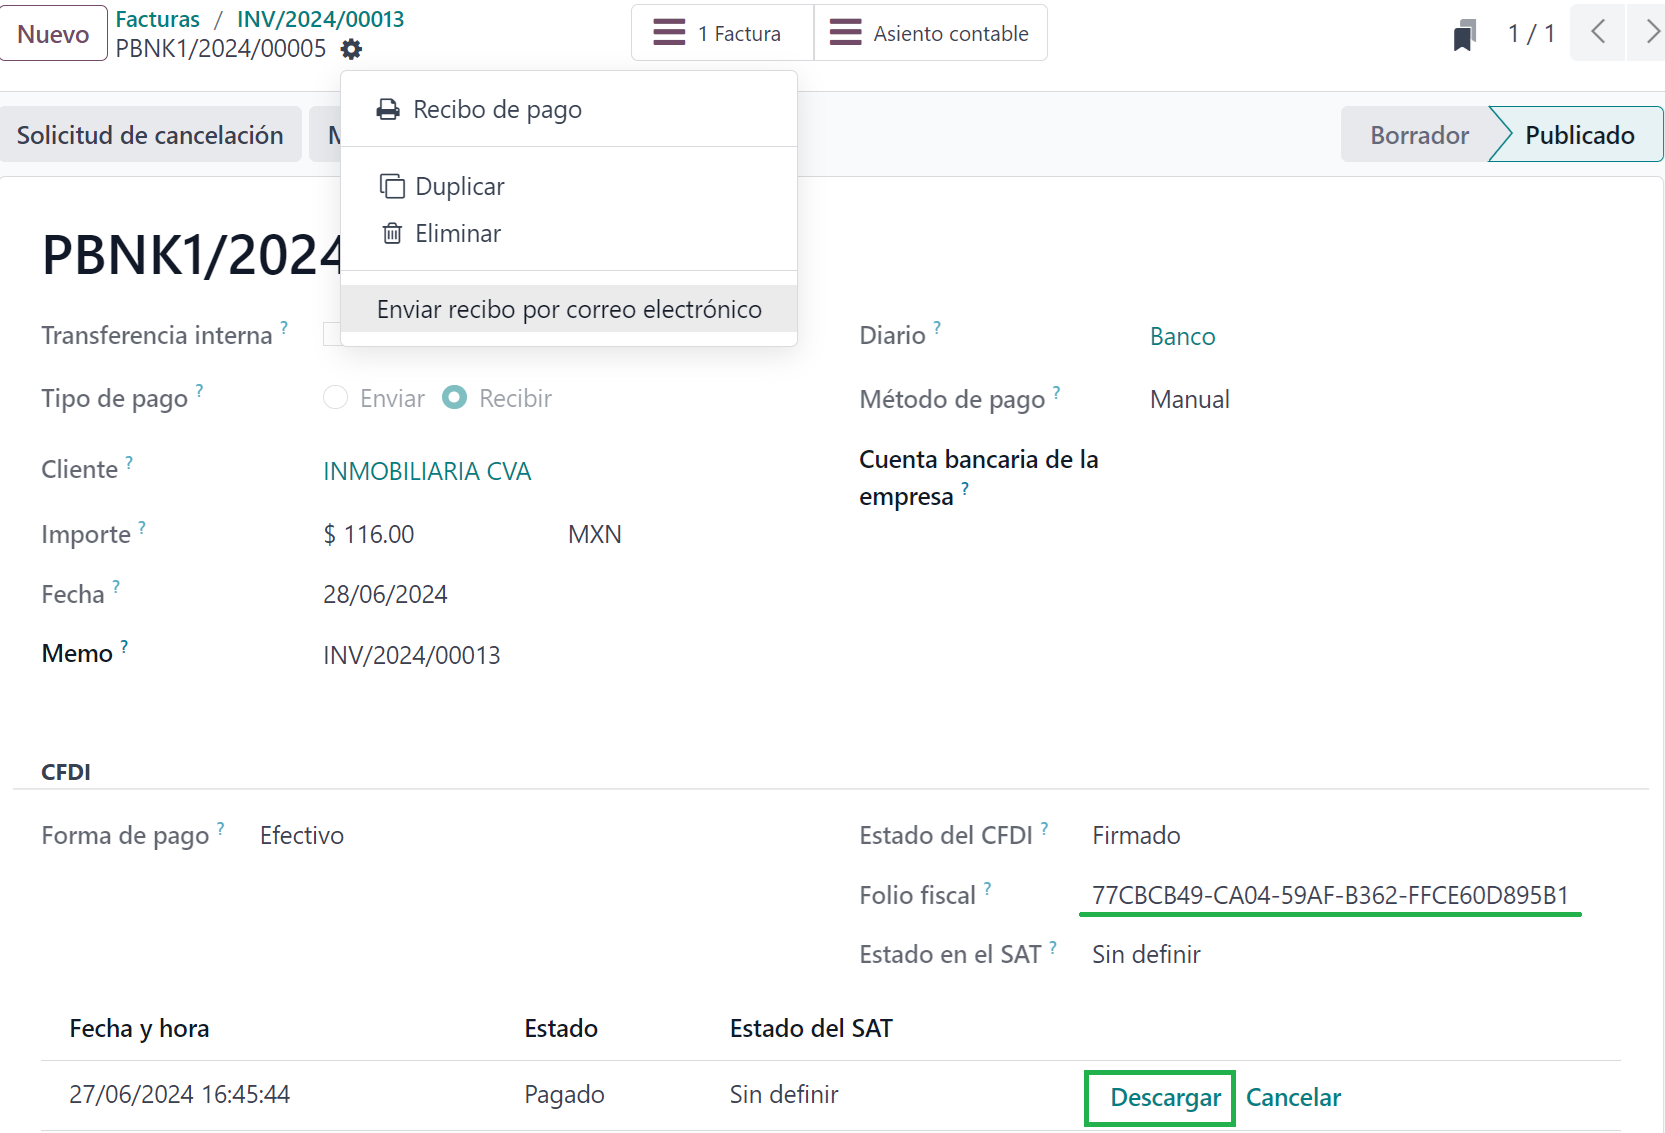 Nuevo
Facturas / INV/2024/00013
PBNK1/2024/00005
1 Factura
Asiento contable
1 / 1
Recibo de pago
Duplicar
Eliminar
Enviar recibo por correo electrónico
Solicitud de cancelación
Borrador
Publicado
PBNK1/2024
Transferencia interna ?
Diario ?
Banco
Tipo de pago ?
Enviar
Recibir
Método de pago ?
Manual
Cliente ?
INMOBILIARIA CVA
Cuenta bancaria de la
empresa ?
Importe ?
$ 116.00
MXN
Fecha ?
28/06/2024
Memo ?
INV/2024/00013
CFDI
Forma de pago ?
Efectivo
Estado del CFDI ?
Firmado
Folio fiscal ?
77CBCB49-CA04-59AF-B362-FFCE60D895B1
Estado en el SAT ?
Sin definir
Fecha y hora
Estado
Estado del SAT
27/06/2024 16:45:44
Pagado
Sin definir
Descargar
Cancelar